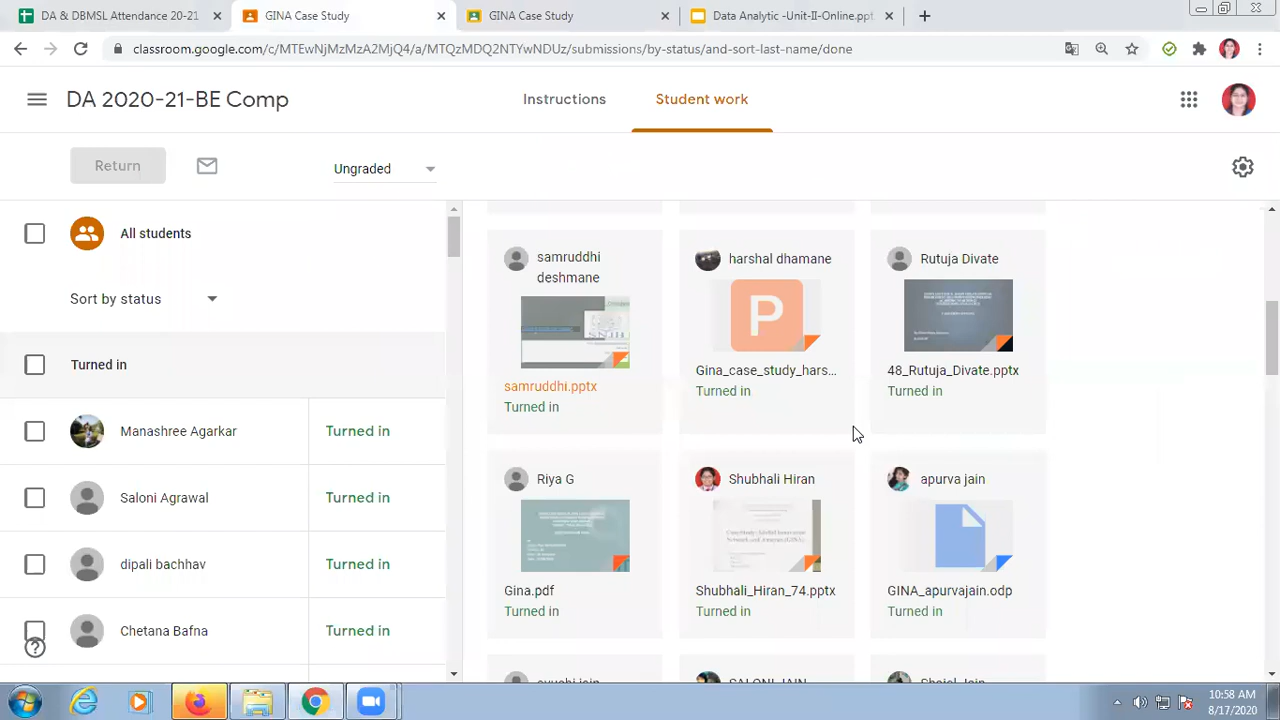 DA & DBMSL Attendance 20-21
GINA Case Study
GINA Case Study
Data Analytic -Unit-II-Online.ppt
classroom.google.com/c/MTEwNjMzMzA2MjQ4/a/MTQzMDQ2NTYwNDUz/submissions/by-status/and-sort-last-name/done
DA 2020-21-BE Comp
Instructions
Student work
Return
Ungraded
All students
Sort by status
Turned in
Manashree Agarkar
Turned in
Saloni Agrawal
Turned in
dipali bachhav
Turned in
Chetana Bafna
Turned in
samruddhi
deshmane
samruddhi.pptx
Turned in
harshal dhamane
P
Gina_case_study_hars...
Turned in
Rutuja Divate
48_Rutuja_Divate.pptx
Turned in
Riya G
Gina.pdf
Turned in
Shubhali Hiran
Shubhali_Hiran_74.pptx
Turned in
apurva jain
GINA_apurvajain.odp
Turned in
SALONI JAIN
10:58 AM
8/17/2020